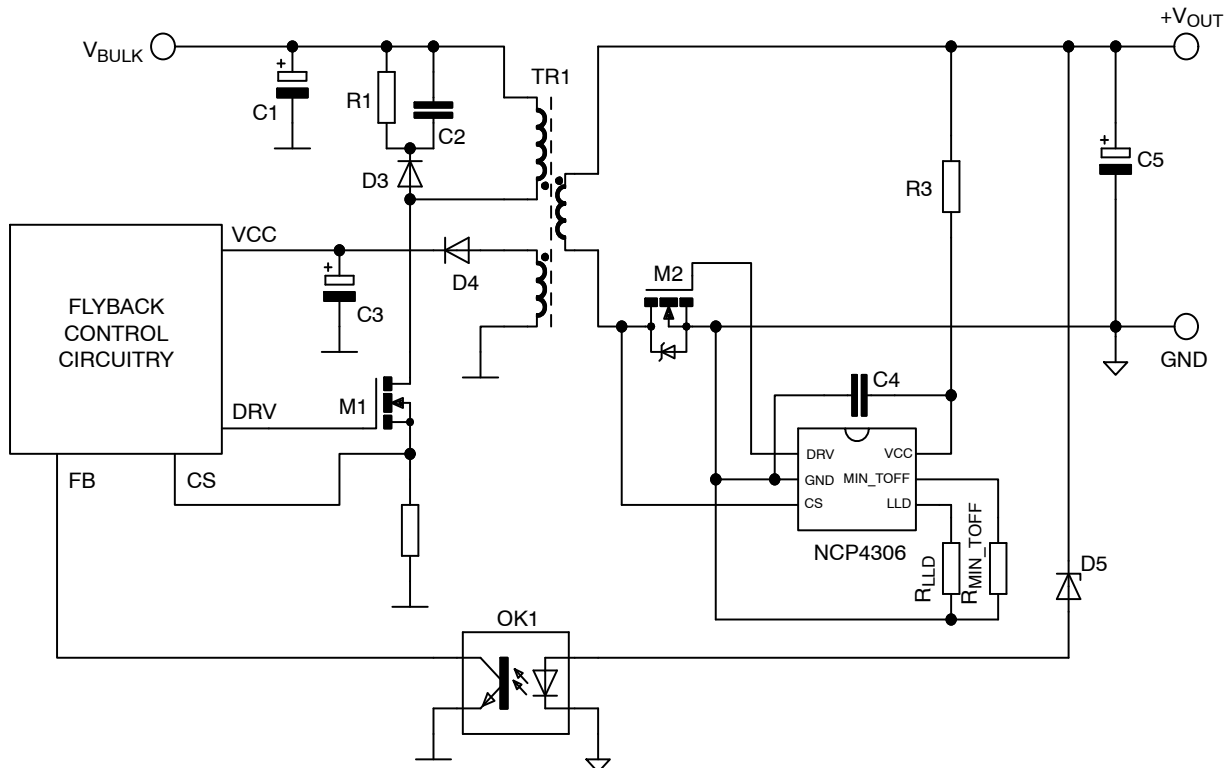 +VOUT
VBULK
TR1
C1
R1
C2
D3
R3
C5
VCC
D4
M2
C3
FLYBACK
CONTROL
CIRCUITRY
GND
C4
DRV
M1
DRV
VCC
GND
MIN_TOFF
CS
LLD
FB
CS
NCP4306
RLLD
RMIN_TOFF
D5
OK1